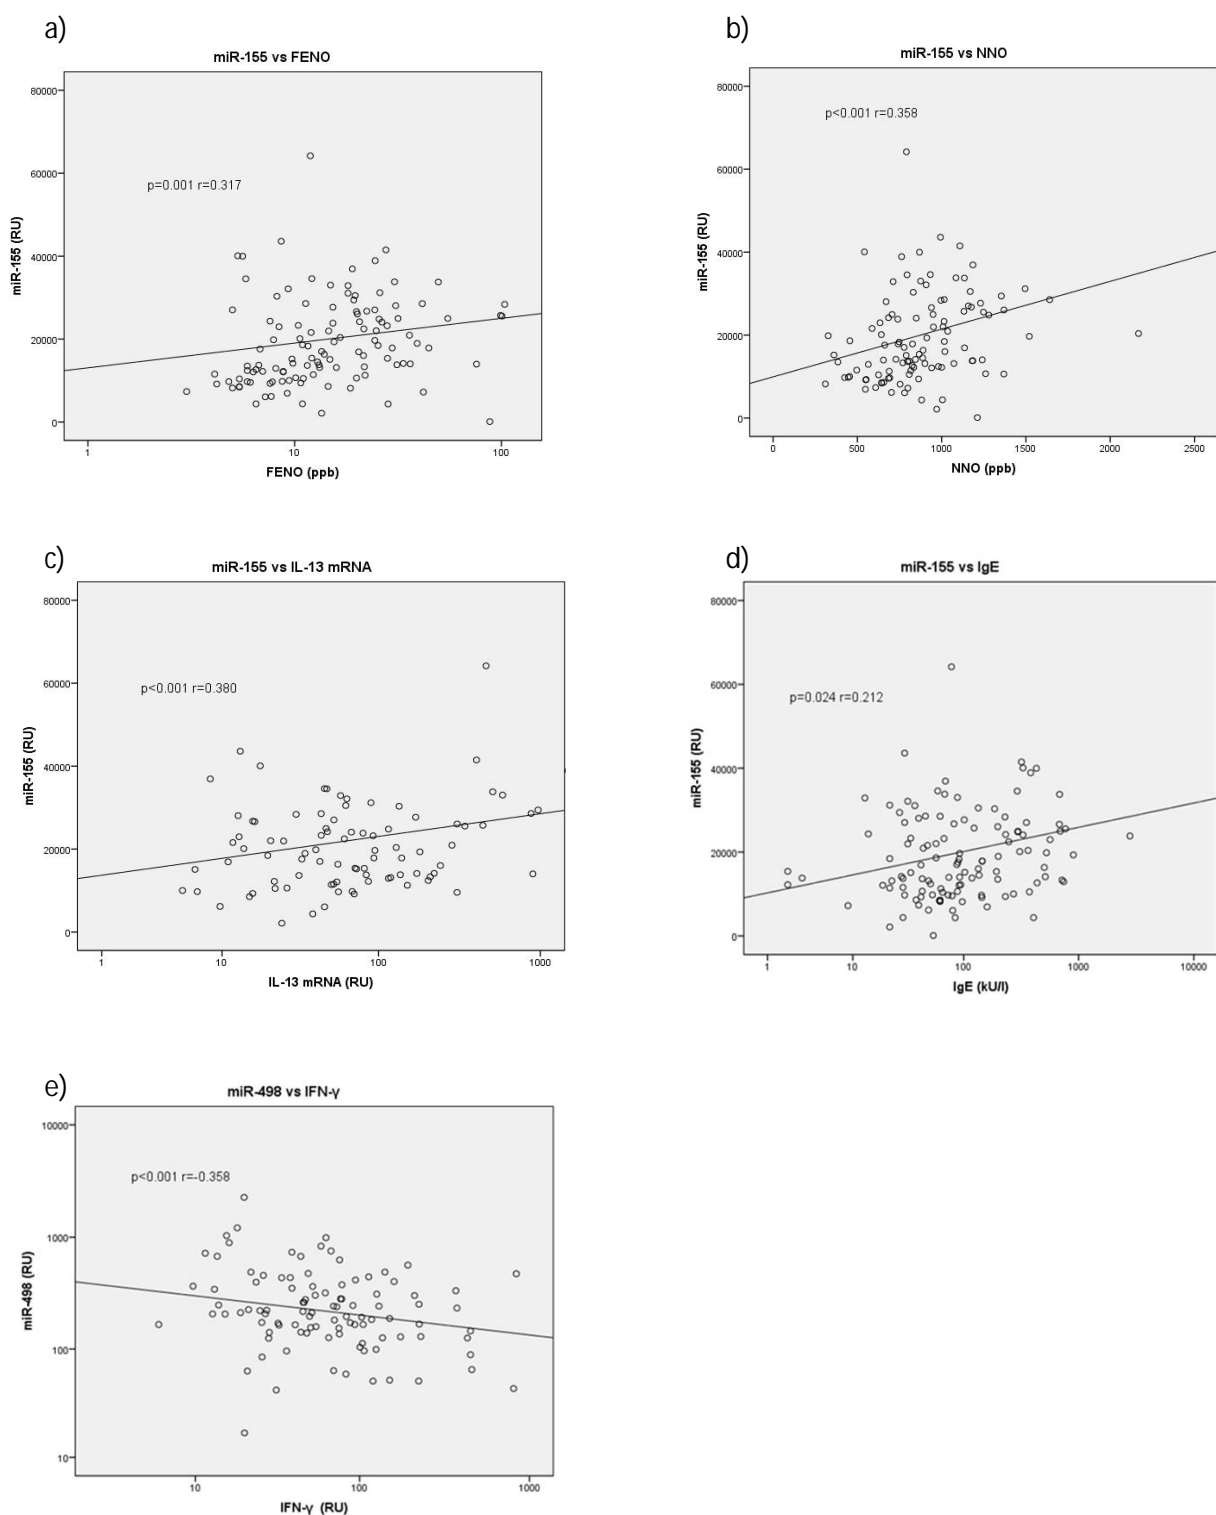 a)
miR-155 vs FENO
80000
60000
40000
20000
0
p=0.001 r=0.317
miR-155 (RU)
1
10
100
FENO (ppb)
b)
miR-155 vs NNO
80000
60000
40000
20000
0
p<0.001 r=0.358
miR-155 (RU)
0
500
1000
1500
2000
2500
NNO (ppb)
c)
miR-155 vs IL-13 mRNA
80000
60000
40000
20000
0
p<0.001 r=0.380
miR-155 (RU)
1
10
100
1000
IL-13 mRNA (RU)
d)
miR-155 vs IgE
80000
60000
40000
20000
0
p=0.024 r=0.212
miR-155 (RU)
1
10
100
1000
10000
IgE (kU/l)
e)
miR-498 vs IFN-γ
10000
1000
100
10
p<0.001 r=-0.358
miR-498 (RU)
10
100
1000
IFN-γ (RU)